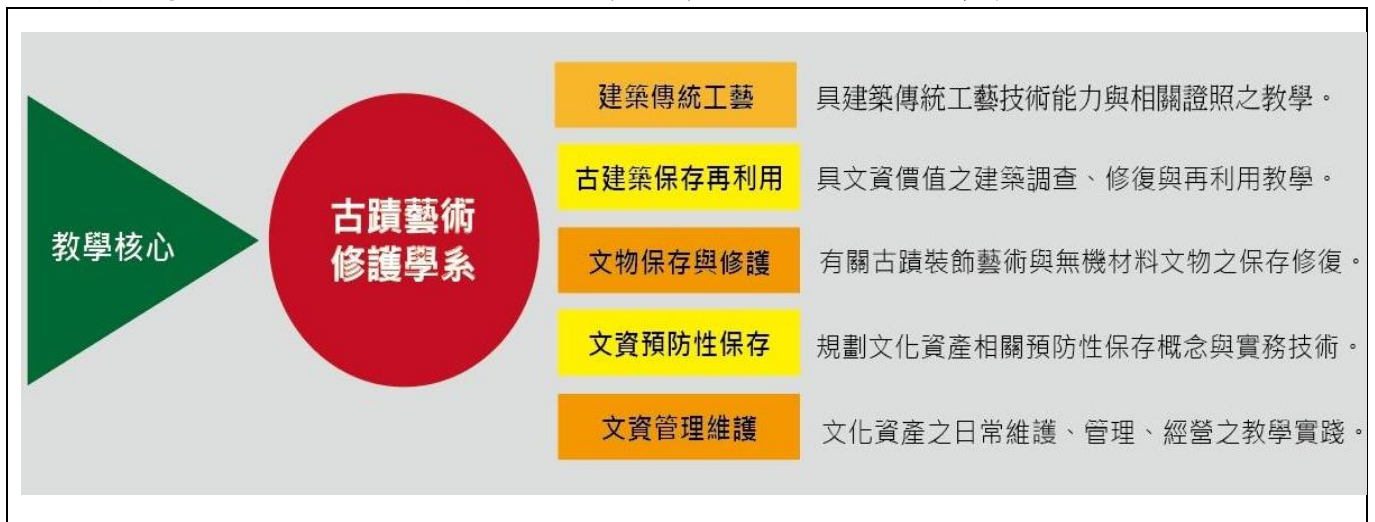 教學核心
古蹟藝術
修護學系
建築傳統工藝
具建築傳統工藝技術能力與相關證照之教學。
古建築保存再利用
具文資價值之建築調查、修復與再利用教學。
文物保存與修護
有關古蹟裝飾藝術與無機材料文物之保存修復。
文資預防性保存
規劃文化資產相關預防性保存概念與實務技術。
文資管理維護
文化資產之日常維護、管理、經營之教學實踐。